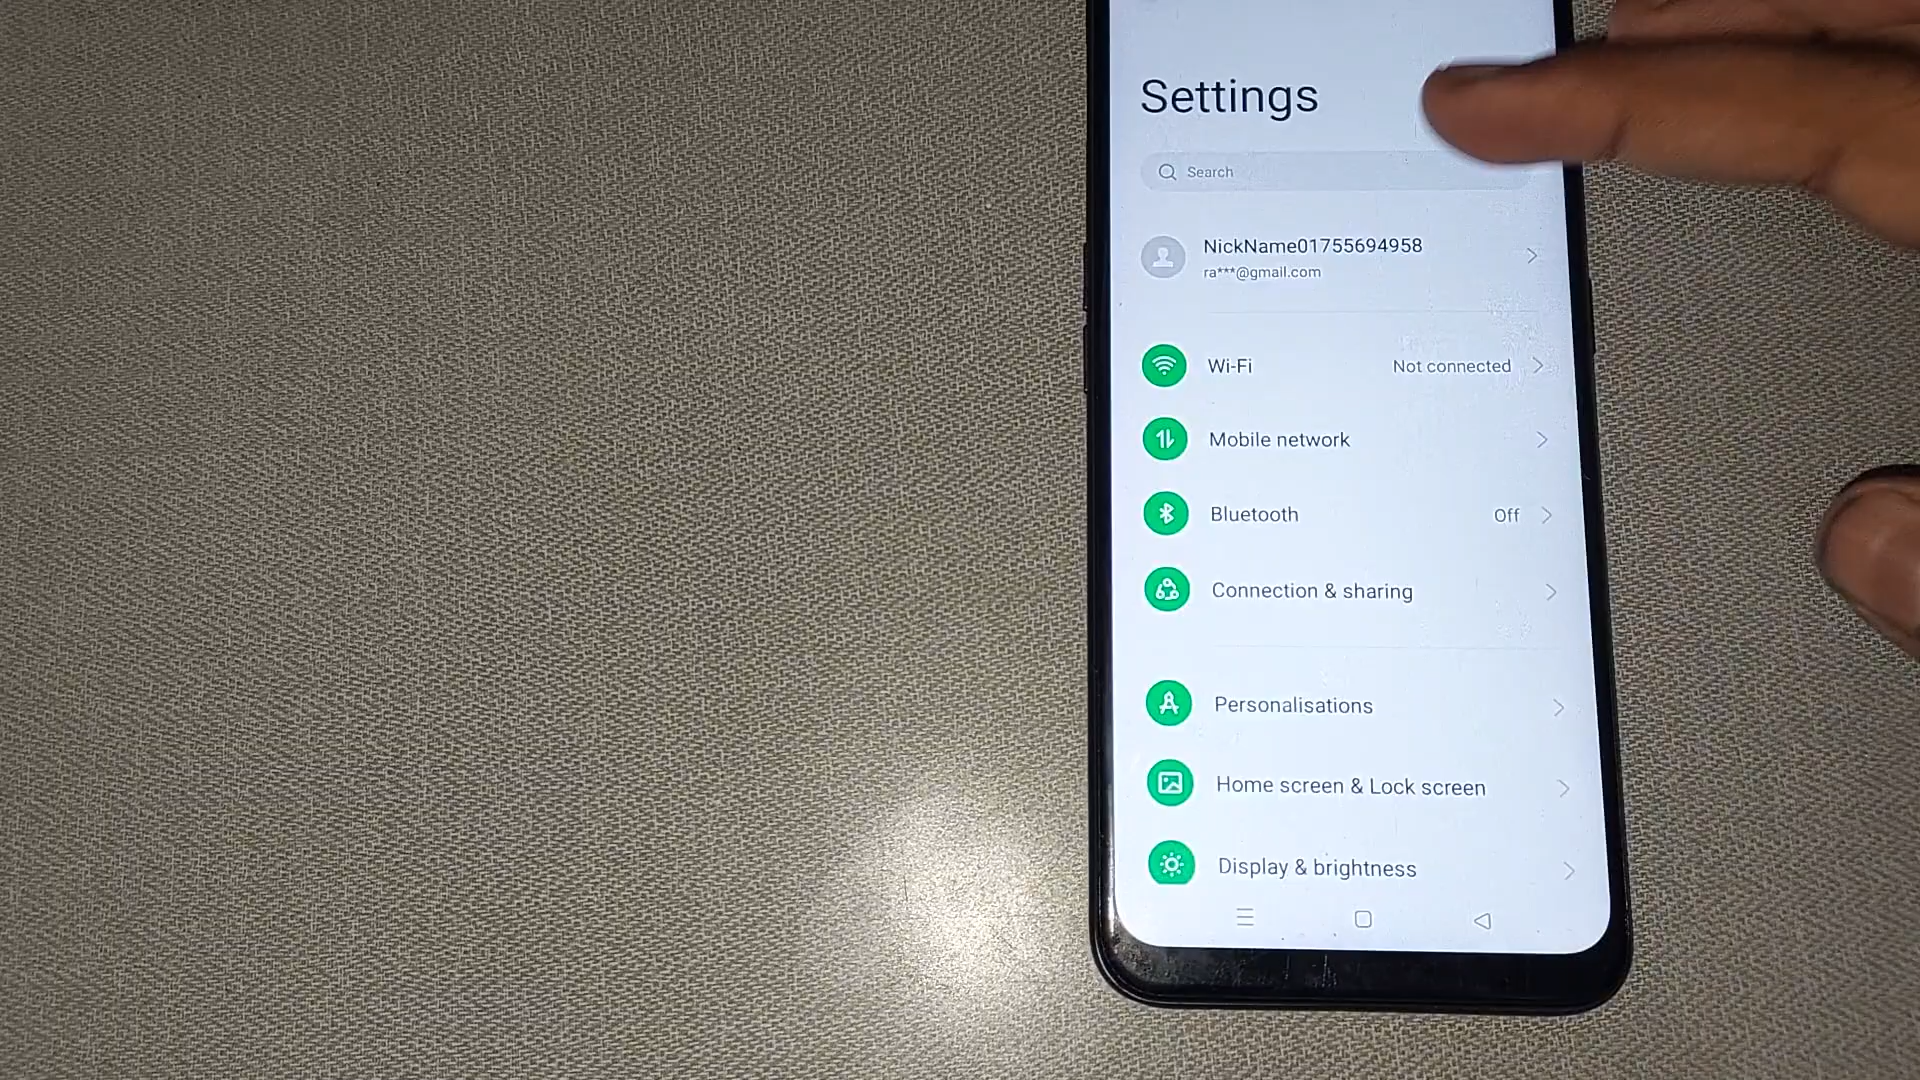 Settings
Search
NickName01755694958
ra***@gmail.com
Wi-Fi Not connected
Mobile network
Bluetooth Off
Connection & sharing
Personalisations
Home screen & Lock screen
Display & brightness